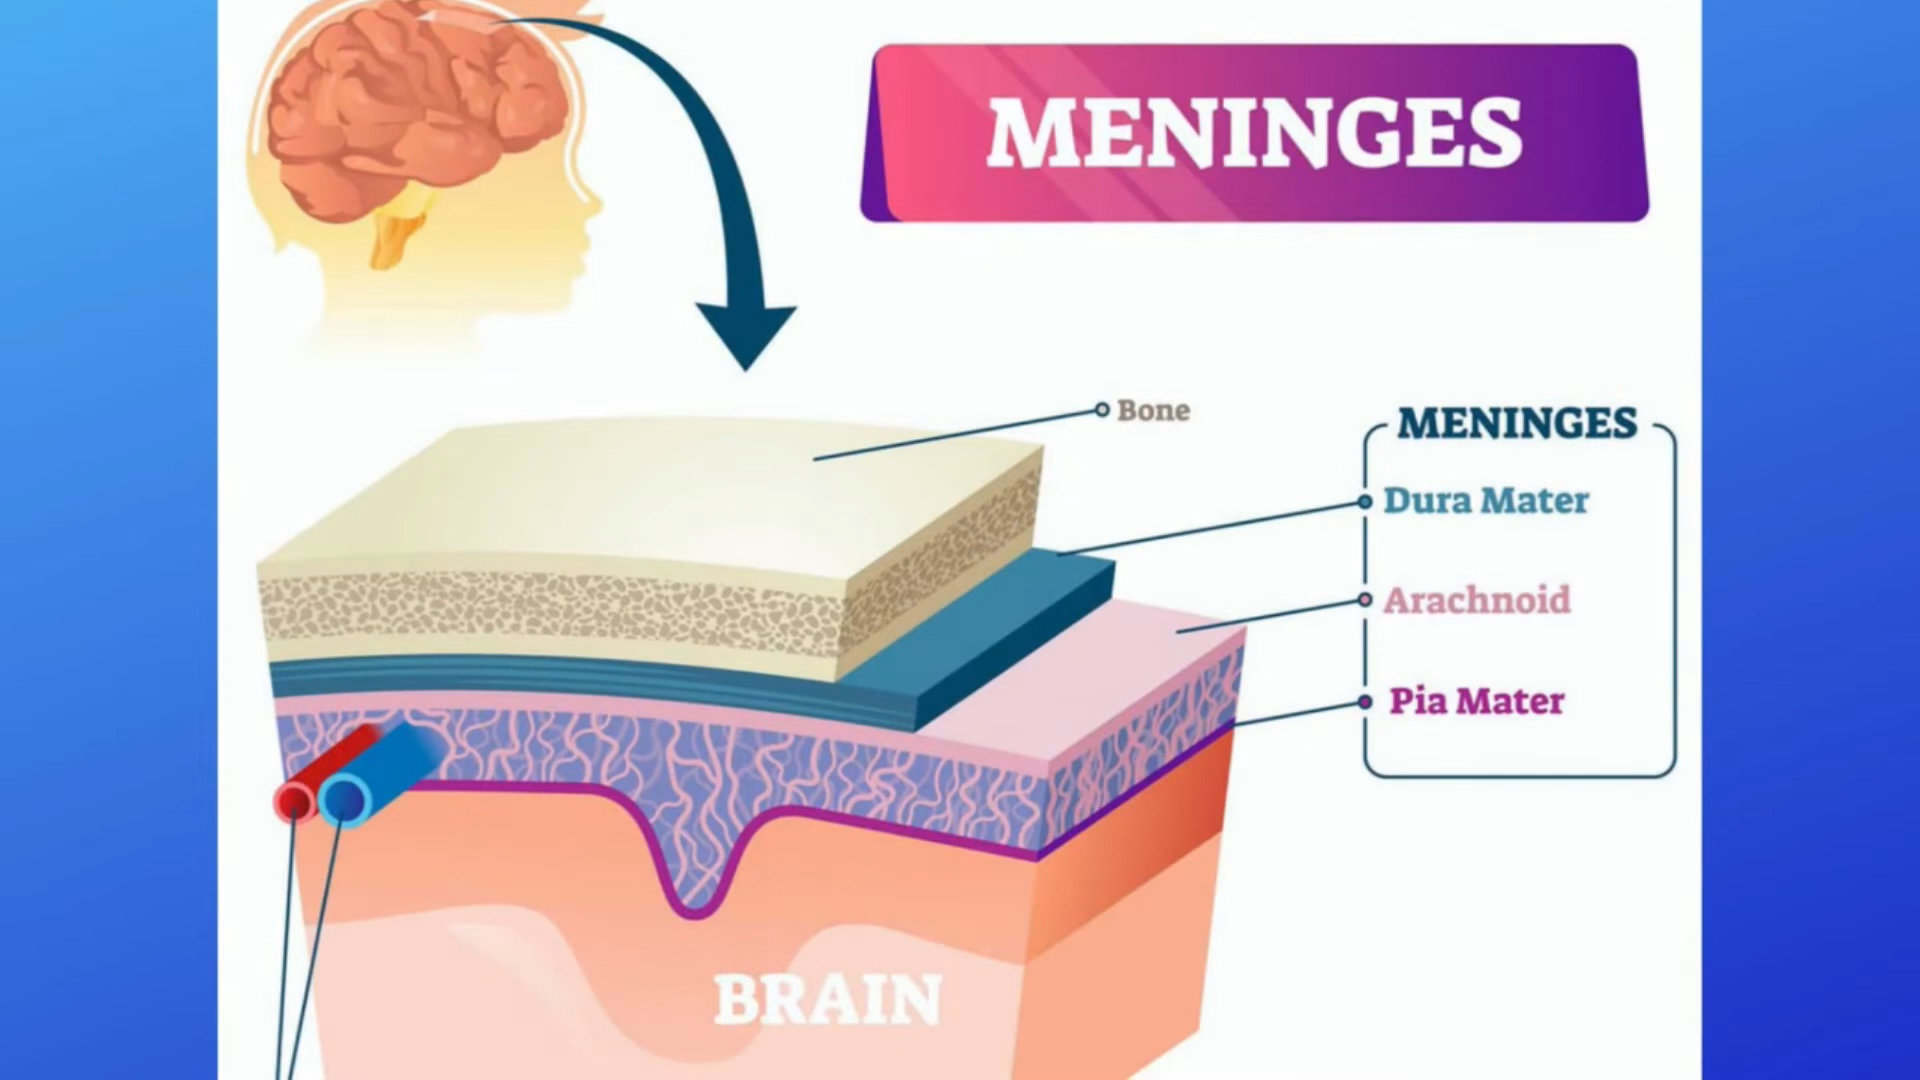 MENINGES
Bone
MENINGES
Dura Mater
Arachnoid
Pia Mater
BRAIN